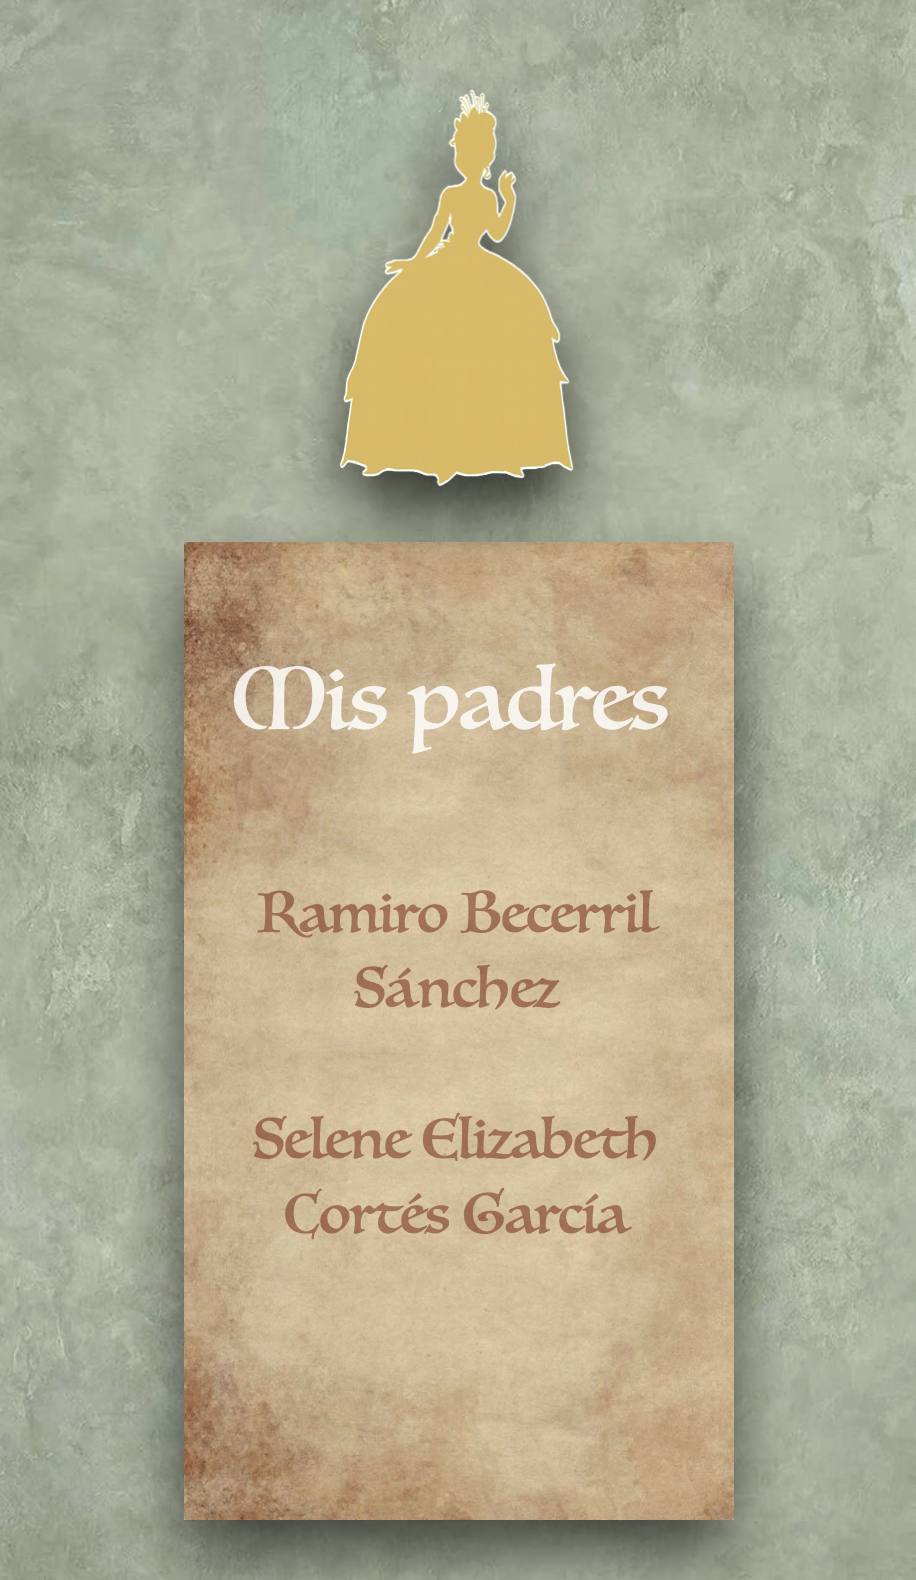 Mis padres
Ramiro Becerril
Sánchez
Selene Elizabeth
Cortés García